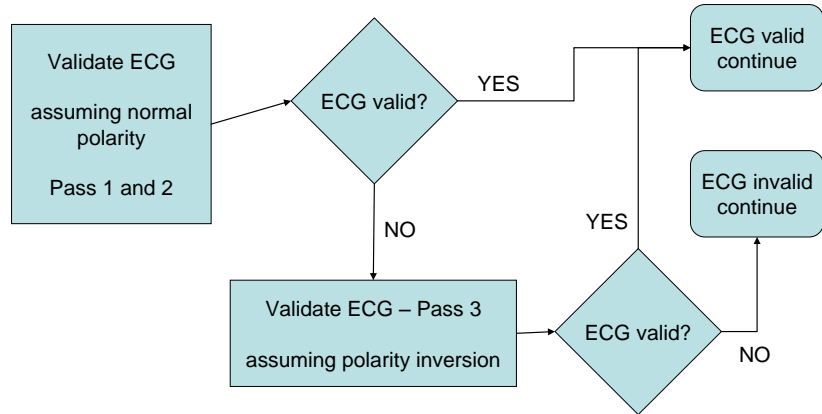 Validate ECG
assuming normal
polarity
Pass 1 and 2
ECG valid?
YES
ECG valid
continue
NO
Validate ECG – Pass 3
assuming polarity inversion
ECG valid?
YES
NO
ECG invalid
continue